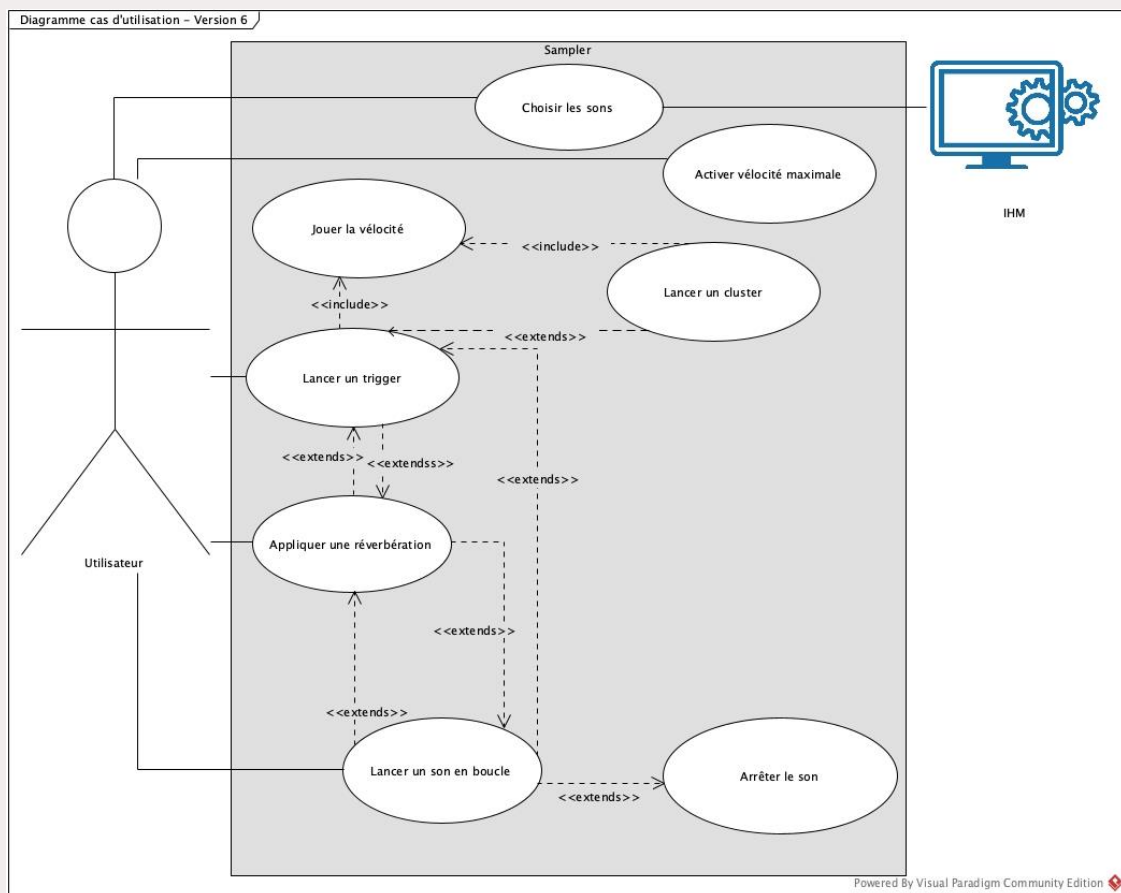 Diagramme cas d'utilisation – Version 6
Sampler
Choisir les sons
Activer vélocité maximale
IHM
Jouer la vélocité
<<include>>
Lancer un cluster
<<include>>
<<extends>>
Lancer un trigger
<<extends>>
<<extendss>>
<<extends>>
Appliquer une réverbération
Utilisateur
<<extends>>
<<extends>>
Lancer un son en boucle
Arrêter le son
<<extends>>
Powered By Visual Paradigm Community Edition